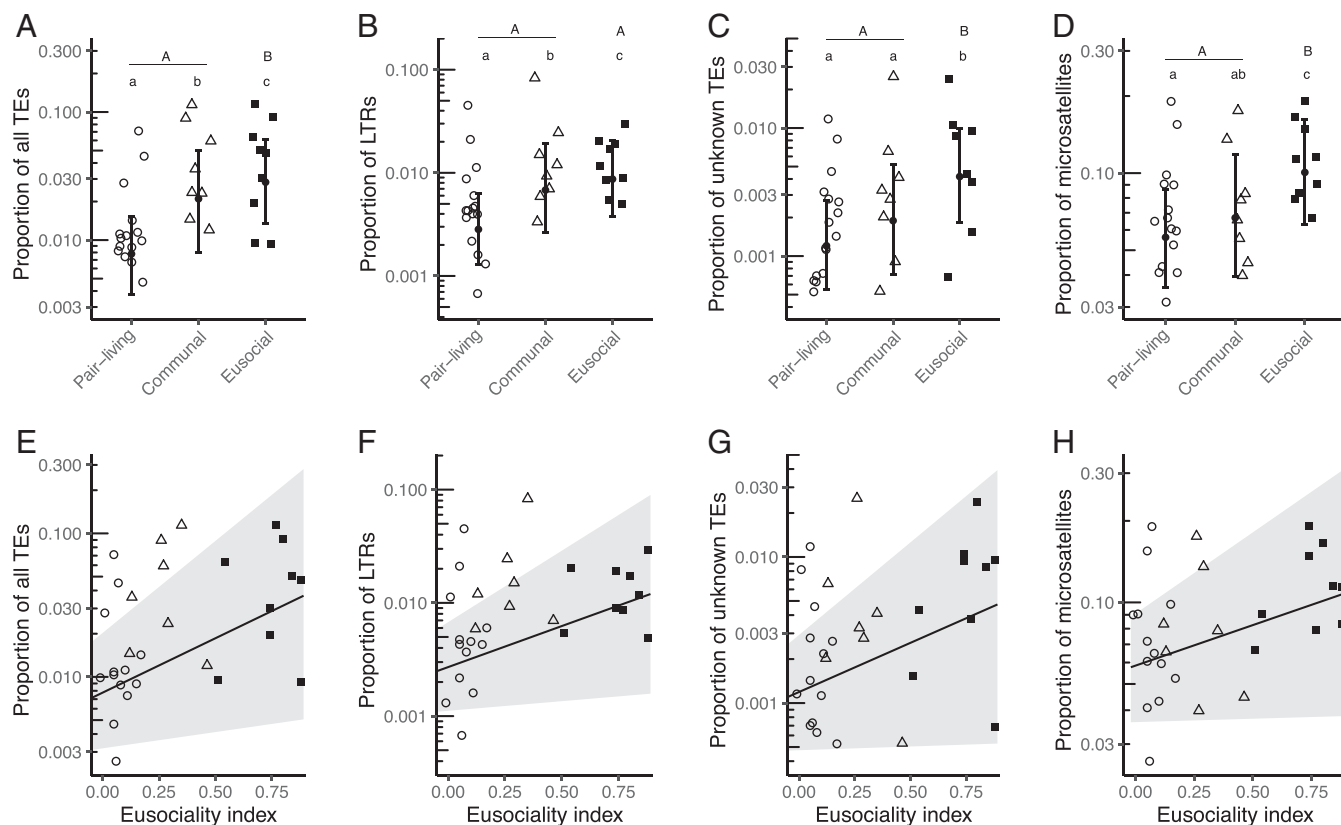 A
Proportion of all TEs
0.300
0.100
0.030
0.010
0.003
A
B
a
b
c
Pair–living
Communal
Eusocial
B
Proportion of LTRs
0.100
0.010
0.001
A
A
a
b
c
Pair–living
Communal
Eusocial
C
Proportion of unknown TEs
0.030
0.010
0.003
0.001
A
B
a
a
b
Pair–living
Communal
Eusocial
D
Proportion of microsatellites
0.30
0.10
0.03
A
B
a
ab
c
Pair–living
Communal
Eusocial
E
Proportion of all TEs
0.300
0.100
0.030
0.010
0.003
0.00
0.25
0.50
0.75
Eusociality index
F
Proportion of LTRs
0.100
0.010
0.001
0.00
0.25
0.50
0.75
Eusociality index
G
Proportion of unknown TEs
0.030
0.010
0.003
0.001
0.00
0.25
0.50
0.75
Eusociality index
H
Proportion of microsatellites
0.30
0.10
0.03
0.00
0.25
0.50
0.75
Eusociality index